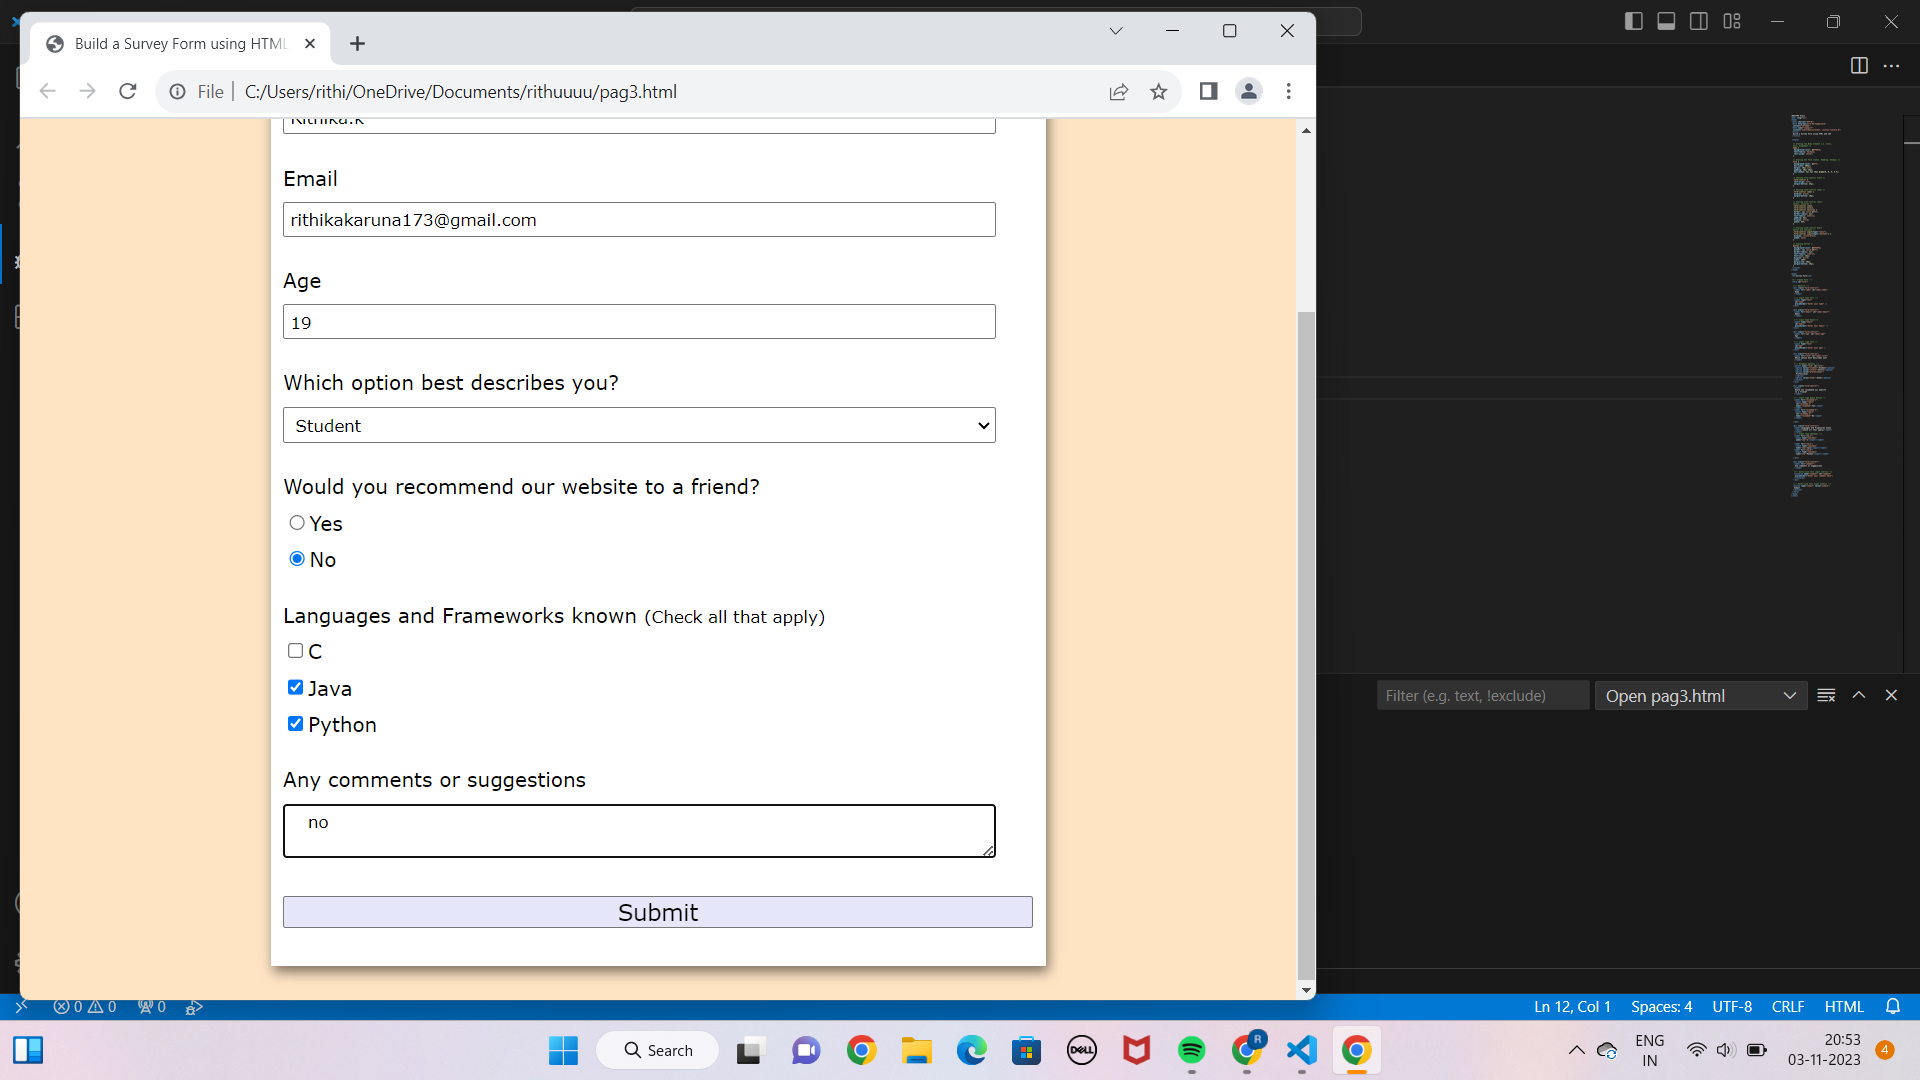 Build a Survey Form using HTML
File
C:/Users/rithi/OneDrive/Documents/rithuuuu/pag3.html
Rithika.k
Email
rithikakaruna173@gmail.com
Age
19
Which option best describes you?
Student
Would you recommend our website to a friend?
Yes
No
Languages and Frameworks known (Check all that apply)
C
Java
Python
Any comments or suggestions
no
Submit
Filter (e.g. text, !exclude)
Open pag3.html
0 0 0
Ln 12, Col 1 Spaces: 4 UTF-8 CRLF HTML
Search
DELL
R
ENG
IN
20:53
03-11-2023
4